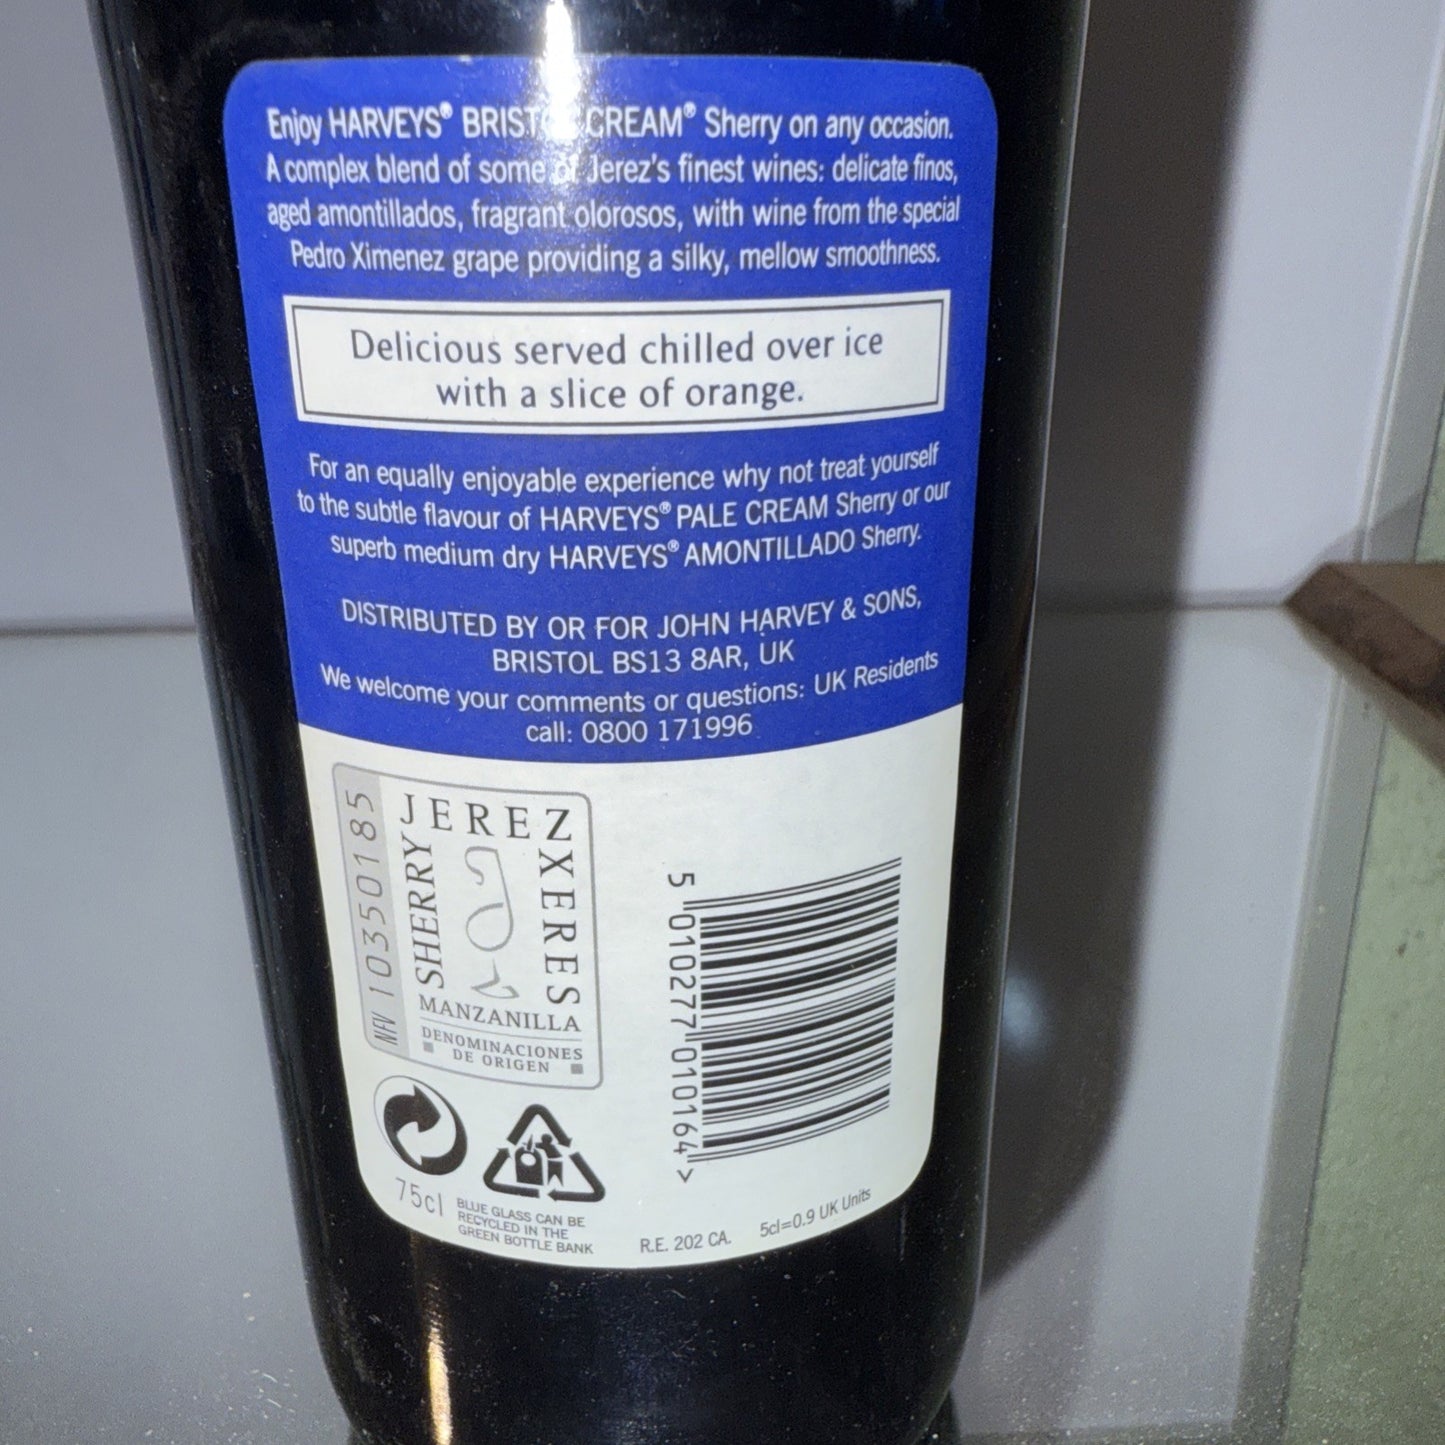 Enjoy HARVEYS® BRISTOL CREAM® Sherry on any occasion.
A complex blend of some of Jerez's finest wines: delicate finos,
aged amontillados, fragrant olorosos, with wine from the special
Pedro Ximenez grape providing a silky, mellow smoothness.
Delicious served chilled over ice
with a slice of orange.
For an equally enjoyable experience why not treat yourself
to the subtle flavour of HARVEYS® PALE CREAM Sherry or our
superb medium dry HARVEYS® AMONTILLADO Sherry.
DISTRIBUTED BY OR FOR JOHN HARVEY & SONS,
BRISTOL BS13 8AR, UK
We welcome your comments or questions: UK Residents
call: 0800 171996
NFV 10350185
SHERRY
JEREZ
XERES
MANZANILLA
DENOMINACIONES
DE ORIGEN
5 010277 010164 >
75cl
BLUE GLASS CAN BE
RECYCLED IN THE
GREEN BOTTLE BANK
R.E. 202 CA.
5cl=0.9 UK Units